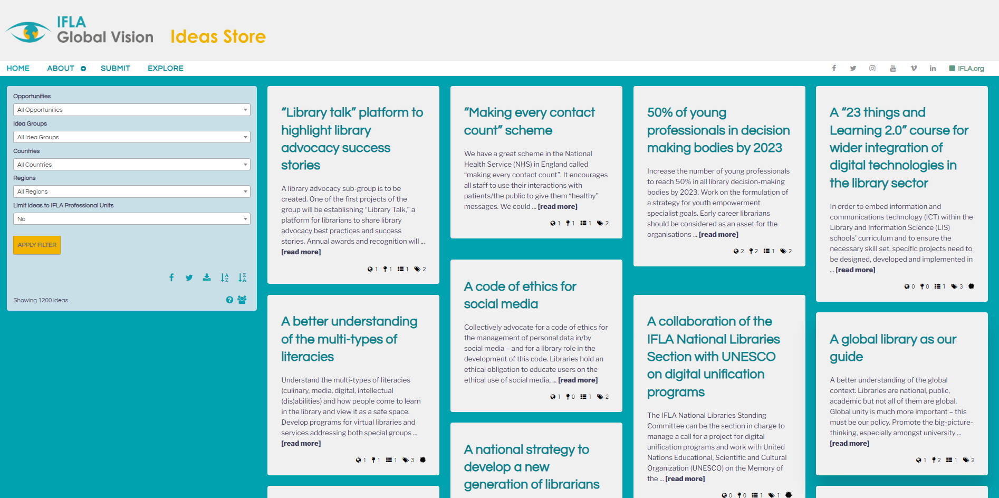 IFLA
Global Vision
Ideas Store
HOME
ABOUT
SUBMIT
EXPLORE
IFLA.org
Opportunities
All Opportunities
Idea Groups
All Idea Groups
Countries
All Countries
Regions
All Regions
Limit ideas to IFLA Professional Units
No
APPLY FILTER
Showing 1200 ideas
“Library talk” platform to
highlight library
advocacy success
stories
A library advocacy sub-group is to be
created. One of the first projects of the
group will be establishing “Library Talk,” a
platform for librarians to share library
advocacy best practices and success
stories. Annual awards and recognition will ...
[read more]
1 1 1 2
A better understanding
of the multi-types of
literacies
Understand the multi-types of literacies
(culinary, media, digital, intellectual
(dis)abilities) and how people come to learn
in the library and view it as a safe space.
Develop programs for virtual libraries and
services addressing both special groups ...
[read more]
1 1 1 3
“Making every contact
count” scheme
We have a great scheme in the National
Health Service (NHS) in England called
“making every contact count”. It encourages
all staff to use their interactions with
patients/the public to give them “healthy”
messages. We could ... [read more]
1 1 1 2
A code of ethics for
social media
Collectively advocate for a code of ethics for
the management of personal data in/by
social media – and for a library role in the
development of this code. Libraries hold an
ethical obligation to educate users on the
ethical use of social media, ... [read more]
1 0 1 2
A national strategy to
develop a new
generation of librarians
50% of young
professionals in decision
making bodies by 2023
Increase the number of young professionals
to reach 50% in all library decision-making
bodies by 2023. Work on the formulation of
a strategy for youth empowerment
specialist goals. Early career librarians
should be considered as an asset for the
organisations ... [read more]
2 2 1 2
A collaboration of the
IFLA National Libraries
Section with UNESCO
on digital unification
programs
The IFLA National Libraries Standing
Committee can be the section in charge to
manage a call for a project for digital
unification programs and work with United
Nations Educational, Scientific and Cultural
Organization (UNESCO) on the Memory of
the ... [read more]
0 0 1 1
A “23 things and
Learning 2.0” course for
wider integration of
digital technologies in
the library sector
In order to embed information and
communications technology (ICT) within the
Library and Information Science (LIS)
schools’ curriculum and to ensure the
necessary skill set, specific projects need to
be designed, developed and implemented in
... [read more]
0 0 1 3
A global library as our
guide
A better understanding of the global
context. Libraries are national, public,
academic but not all of them are global.
Global unity is much more important – this
must be our policy. Promote the big-picture-
thinking, especially amongst university ...
[read more]
1 2 1 2